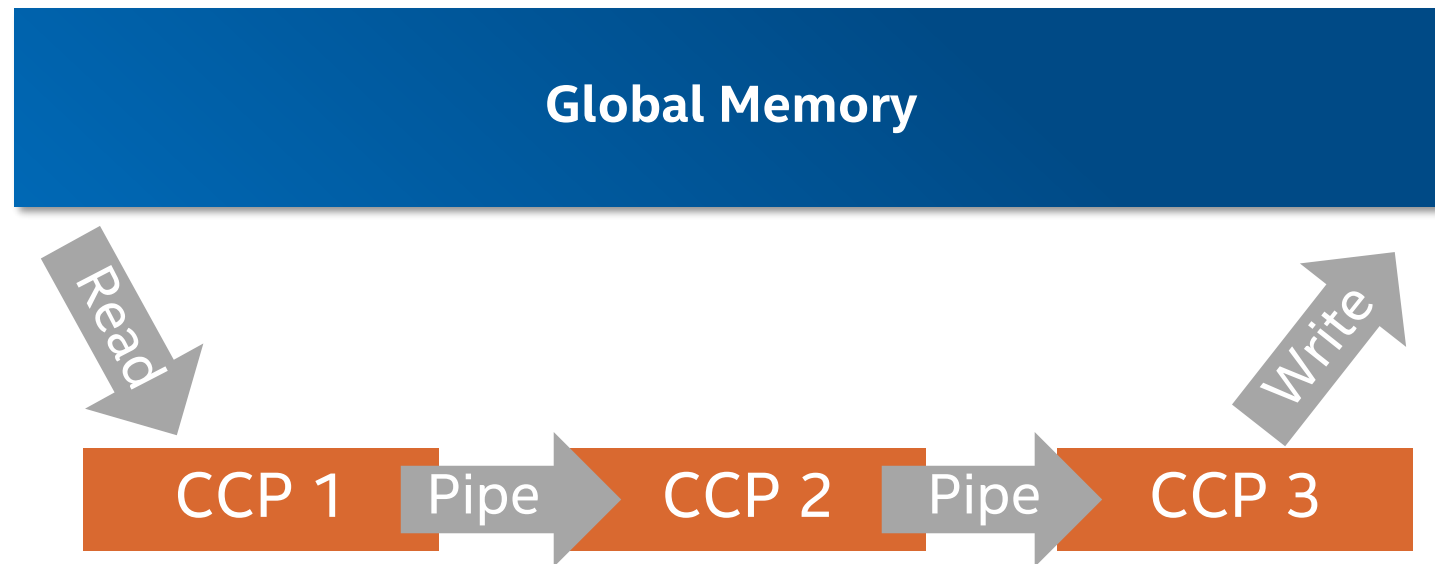 Global Memory
Read
Write
CCP 1
Pipe
CCP 2
Pipe
CCP 3